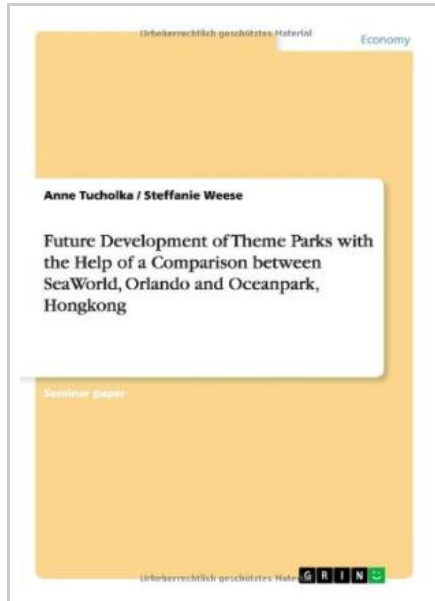 Urheberrechtlich geschütztes Material
Economy
Anne Tucholka / Steffanie Weese
Future Development of Theme Parks with
the Help of a Comparison between
SeaWorld, Orlando and Oceanpark,
Hongkong
Seminar paper
Urheberrechtlich geschütztes Mate
GRIN